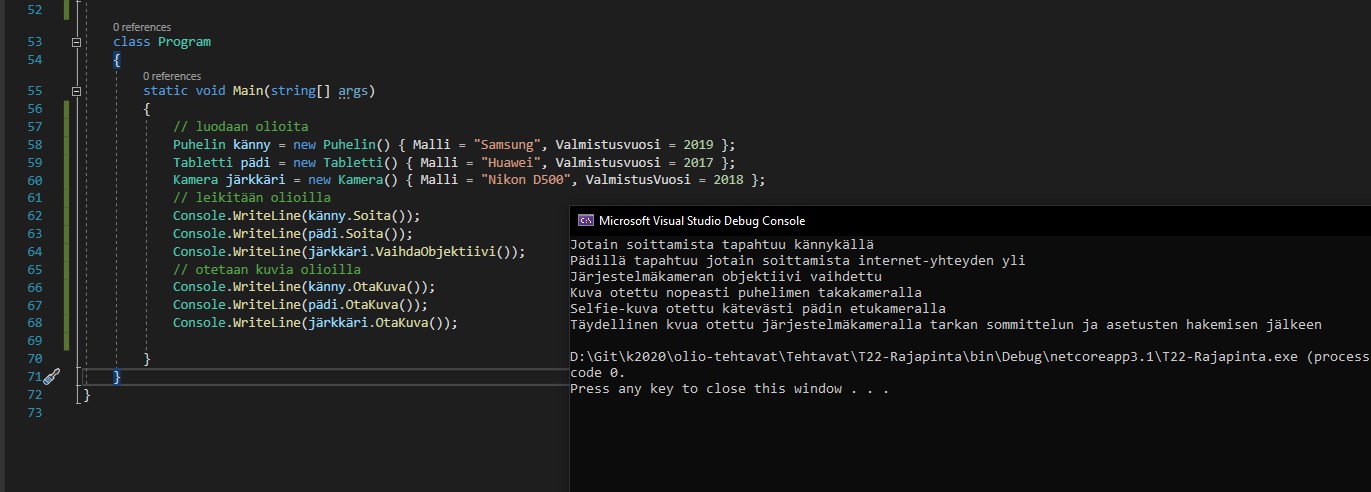 52
0 references
53 class Program
54 {
0 references
55 static void Main(string[] args)
56 {
57 // luodaan olioita
58 Puhelin känny = new Puhelin() { Malli = "Samsung", Valmistusvuosi = 2019 };
59 Tabletti pädi = new Tabletti() { Malli = "Huawei", Valmistusvuosi = 2017 };
60 Kamera järkkäri = new Kamera() { Malli = "Nikon D500", ValmistusVuosi = 2018 };
61 // leikitään olioilla
62 Console.WriteLine(känny.Soita());
63 Console.WriteLine(pädi.Soita());
64 Console.WriteLine(järkkäri.VaihdaObjektiivi());
65 // otetaan kuvia olioilla
66 Console.WriteLine(känny.OtaKuva());
67 Console.WriteLine(pädi.OtaKuva());
68 Console.WriteLine(järkkäri.OtaKuva());
69
70 }
71 }
72 }
73
Microsoft Visual Studio Debug Console
Jotain soittamista tapahtuu kännykällä
Pädillä tapahtuu jotain soittamista internet-yhteyden yli
Järjestelmäkameran objektiivi vaihdettu
Kuva otettu nopeasti puhelimen takakameralla
Selfie-kuva otettu kätevästi pädin etukameralla
Täydellinen kvua otettu järjestelmäkameralla tarkan sommittelun ja asetusten hakemisen jälkeen
D:\Git\k2020\olio-tehtavat\Tehtavat\T22-Rajapinta\bin\Debug\netcoreapp3.1\T22-Rajapinta.exe (process
code 0.
Press any key to close this window . . .